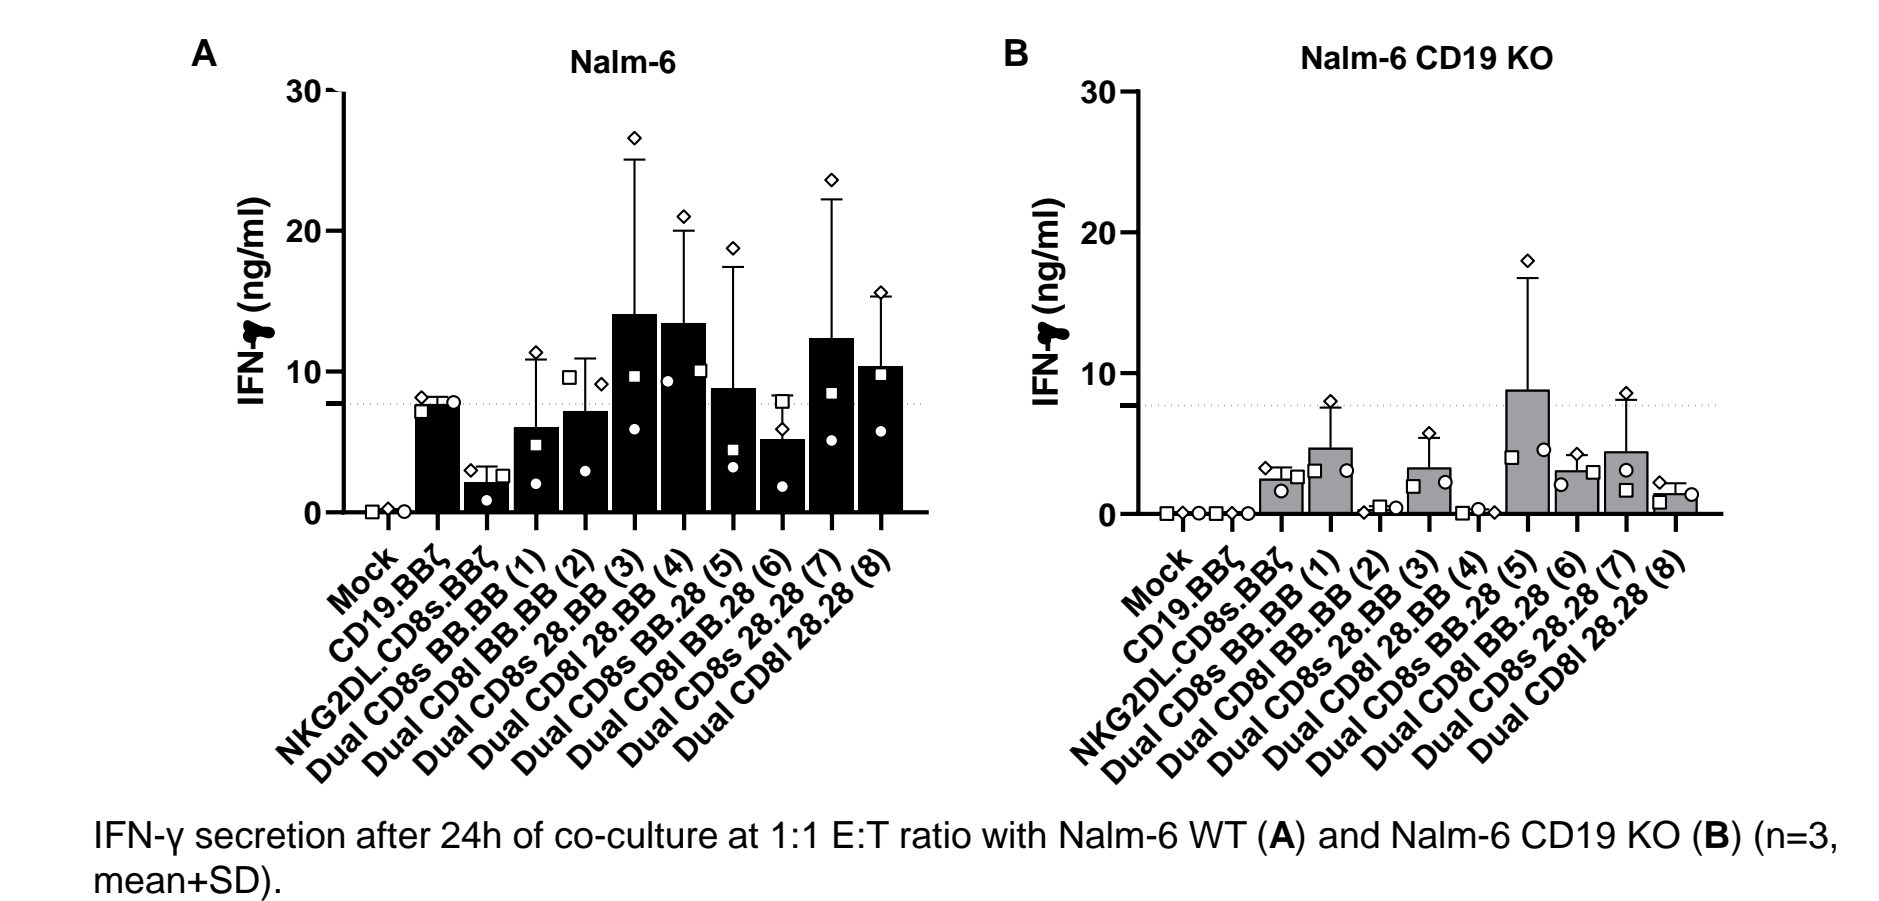 A
Nalm-6
IFN-γ (ng/ml)
30
20
10
0
Mock
CD19.BBζ
NKG2DL.CD8s.BBζ
Dual CD8s BB.BB (1)
Dual CD8l BB.BB (2)
Dual CD8s 28.BB (3)
Dual CD8l 28.BB (4)
Dual CD8s BB.28 (5)
Dual CD8l BB.28 (6)
Dual CD8s 28.28 (7)
Dual CD8l 28.28 (8)
B
Nalm-6 CD19 KO
IFN-γ (ng/ml)
30
20
10
0
Mock
CD19.BBζ
NKG2DL.CD8s.BBζ
Dual CD8s BB.BB (1)
Dual CD8l BB.BB (2)
Dual CD8s 28.BB (3)
Dual CD8l 28.BB (4)
Dual CD8s BB.28 (5)
Dual CD8l BB.28 (6)
Dual CD8s 28.28 (7)
Dual CD8l 28.28 (8)
IFN-γ secretion after 24h of co-culture at 1:1 E:T ratio with Nalm-6 WT (A) and Nalm-6 CD19 KO (B) (n=3,
mean+SD).